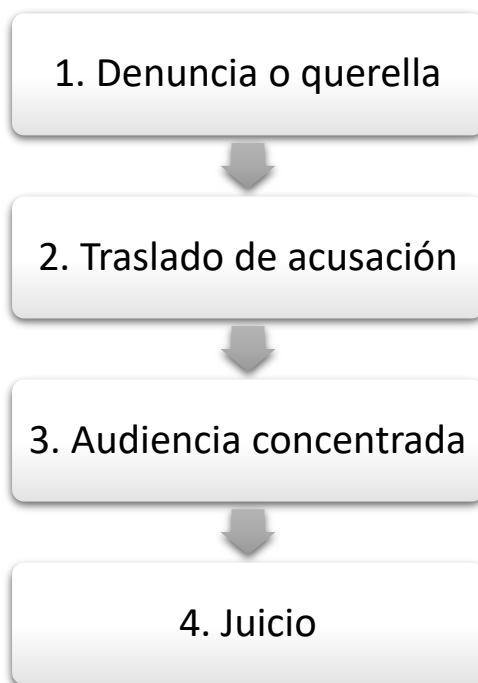 1. Denuncia o querella
2. Traslado de acusación
3. Audiencia concentrada
4. Juicio